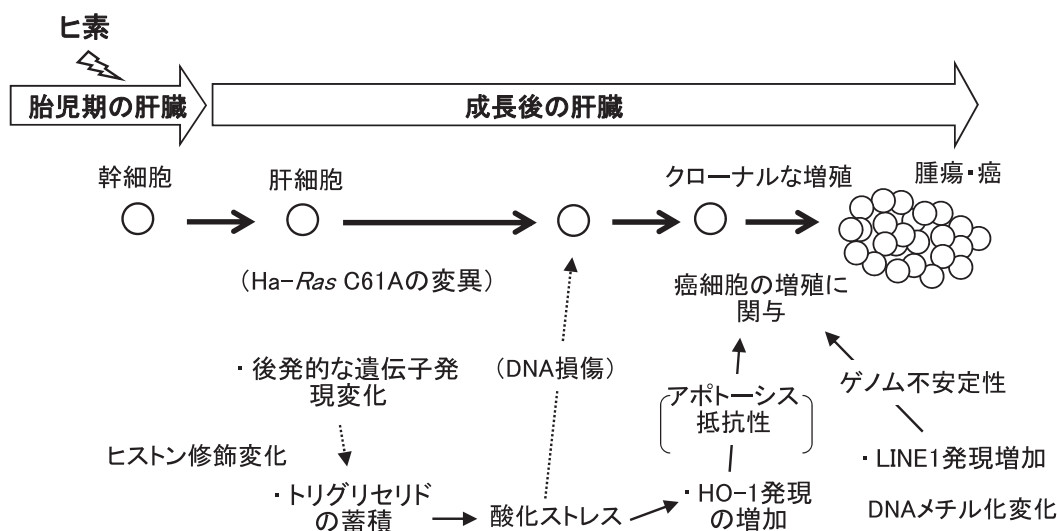 ヒ素
胎児期の肝臓
成長後の肝臓
幹細胞
肝細胞
クローナルな増殖
腫瘍・癌
(Ha-Ras C61Aの変異)
癌細胞の増殖に
関与
・後発的な遺伝子発
現変化
(DNA損傷)
アポトーシス
抵抗性
ゲノム不安定性
ヒストン修飾変化
・トリグリセリド
の蓄積
酸化ストレス
・HO-1発現
の増加
・LINE1発現増加
DNAメチル化変化